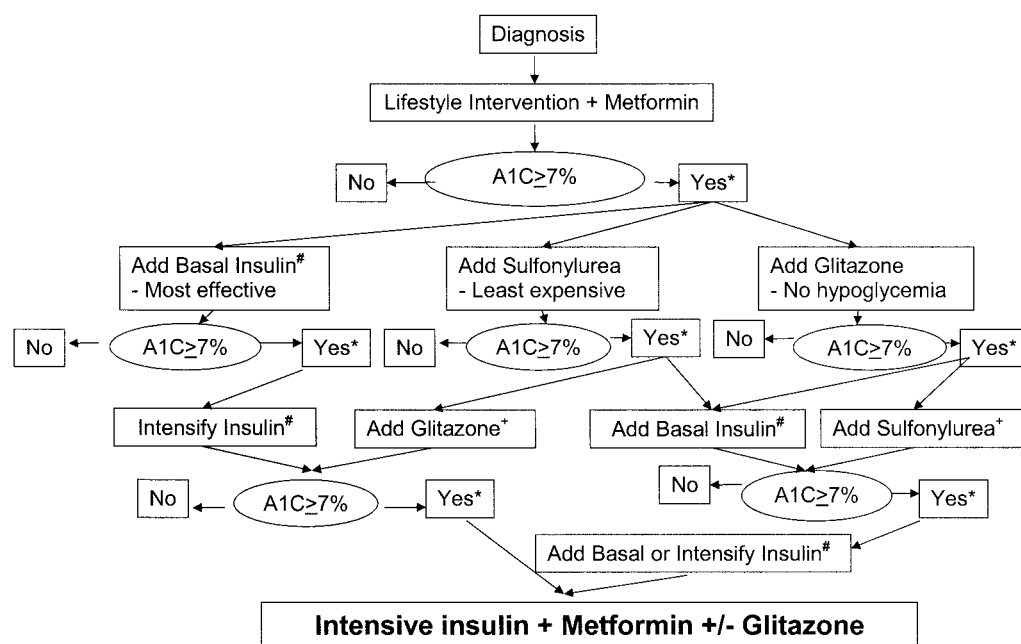 Diagnosis
Lifestyle Intervention + Metformin
No
A1C≥7%
Yes*
Add Basal Insulin#
- Most effective
Add Sulfonylurea
- Least expensive
Add Glitazone
- No hypoglycemia
No
A1C≥7%
Yes*
No
A1C≥7%
Yes*
No
A1C≥7%
Yes*
Intensify Insulin#
Add Glitazone+
Add Basal Insulin#
Add Sulfonylurea+
No
A1C≥7%
Yes*
No
A1C≥7%
Yes*
Add Basal or Intensify Insulin#
Intensive insulin + Metformin +/- Glitazone